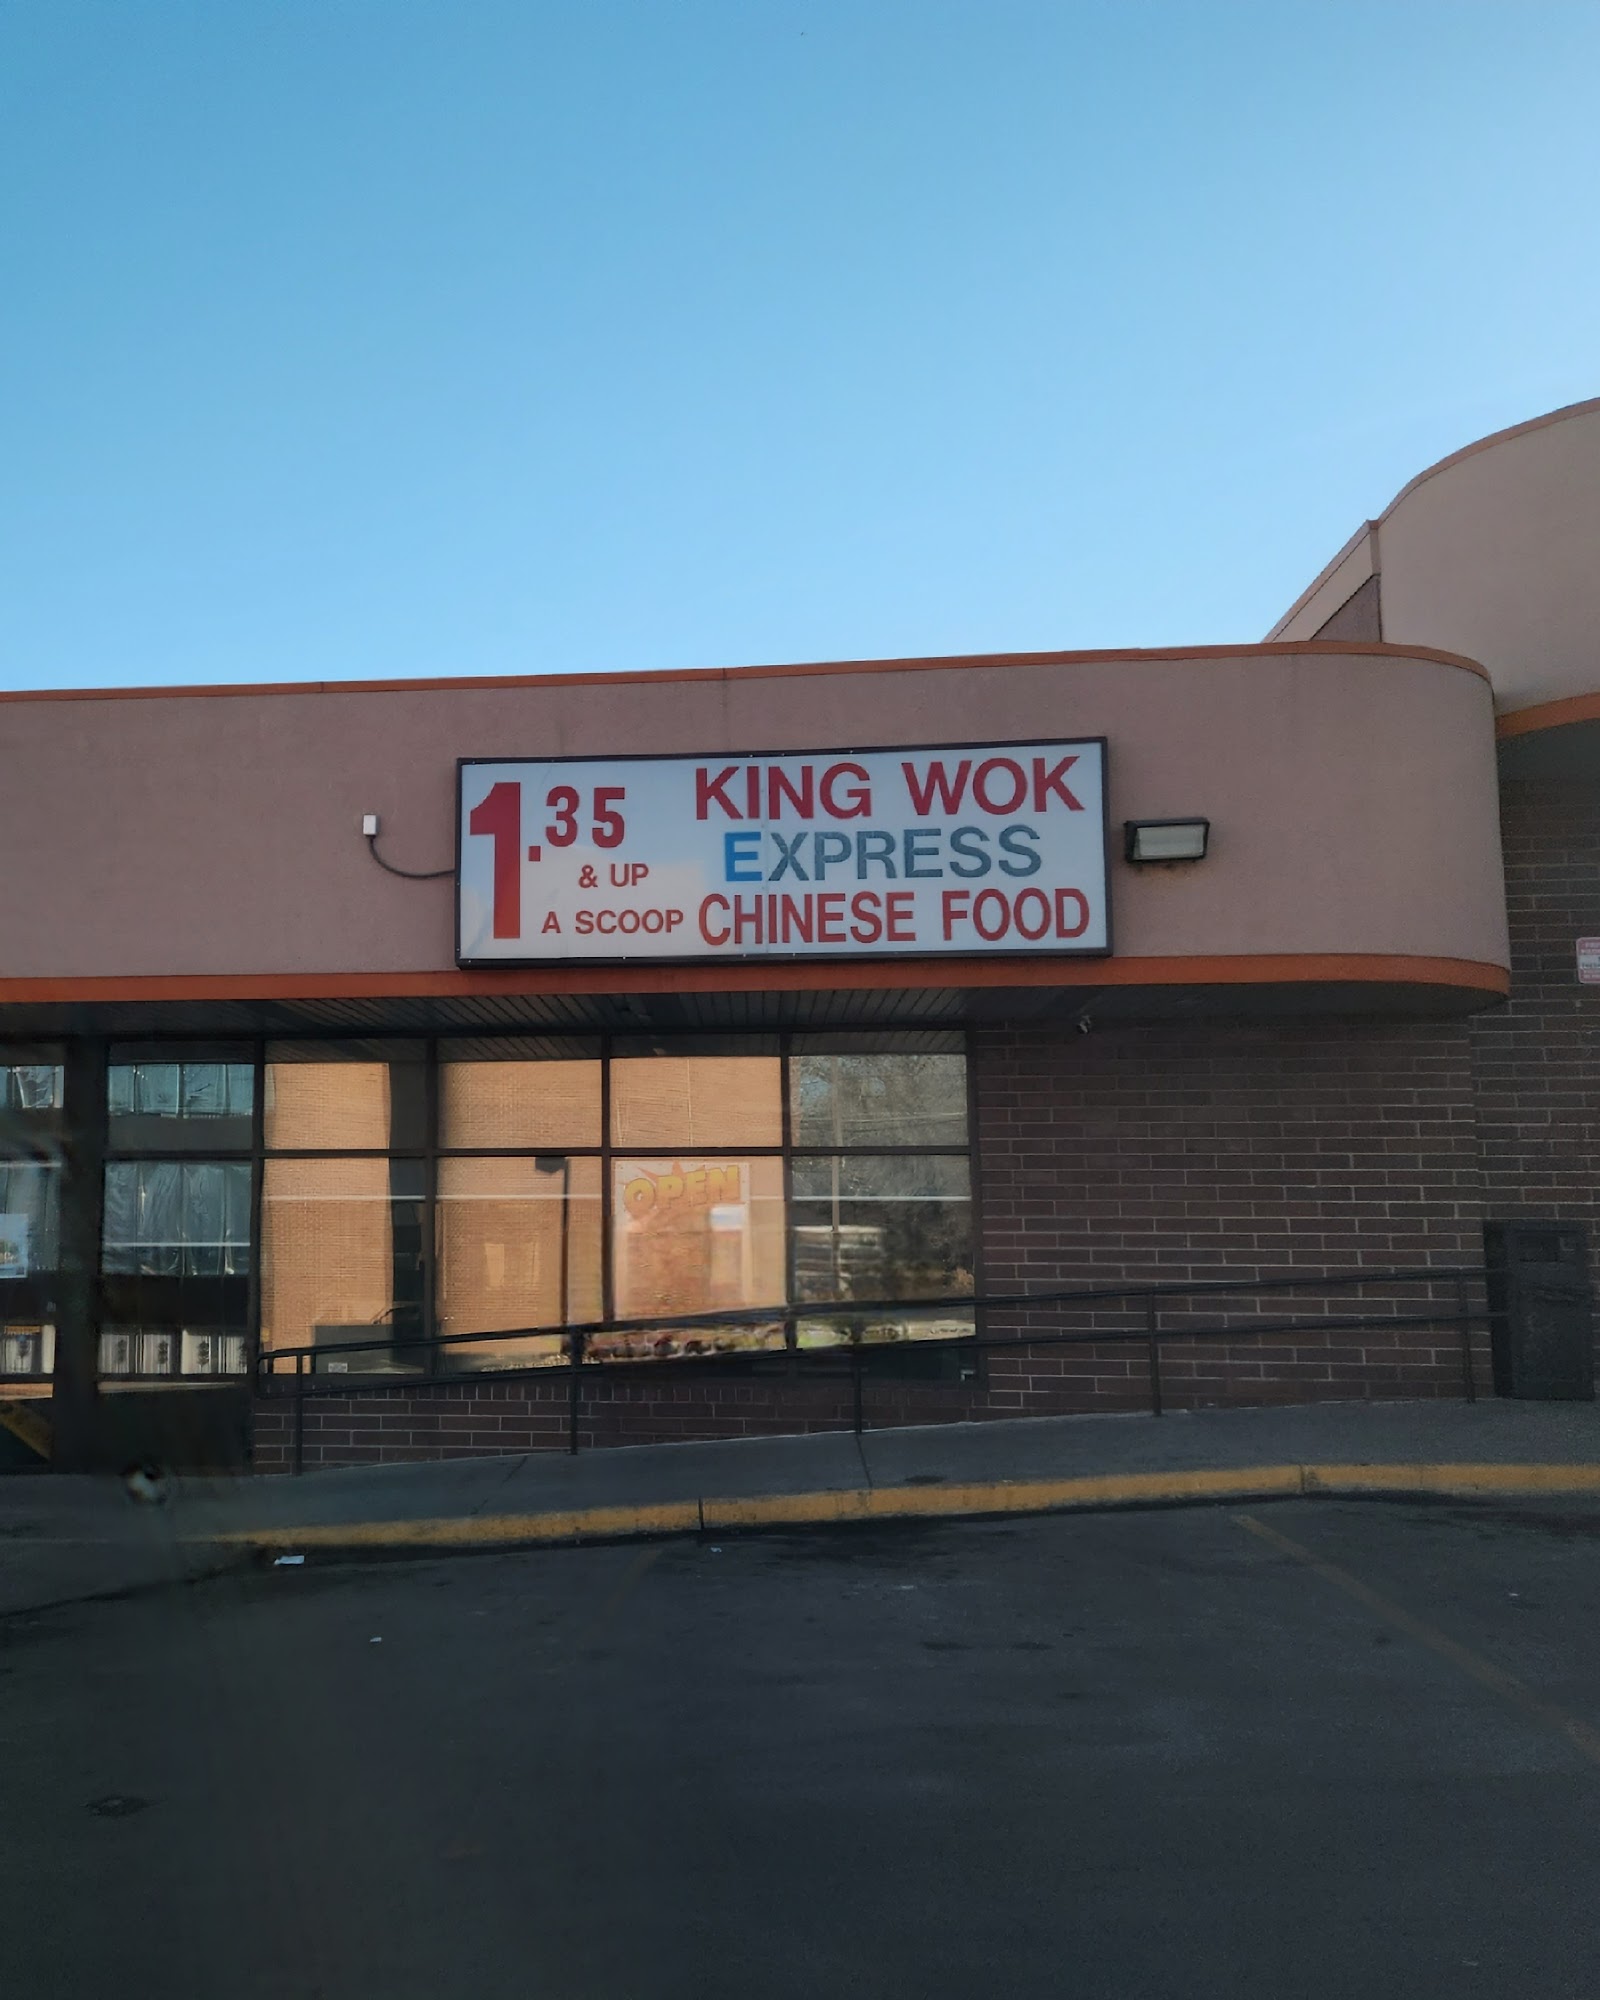 1.35
& UP
A SCOOP
KING WOK
EXPRESS
CHINESE FOOD
OPEN